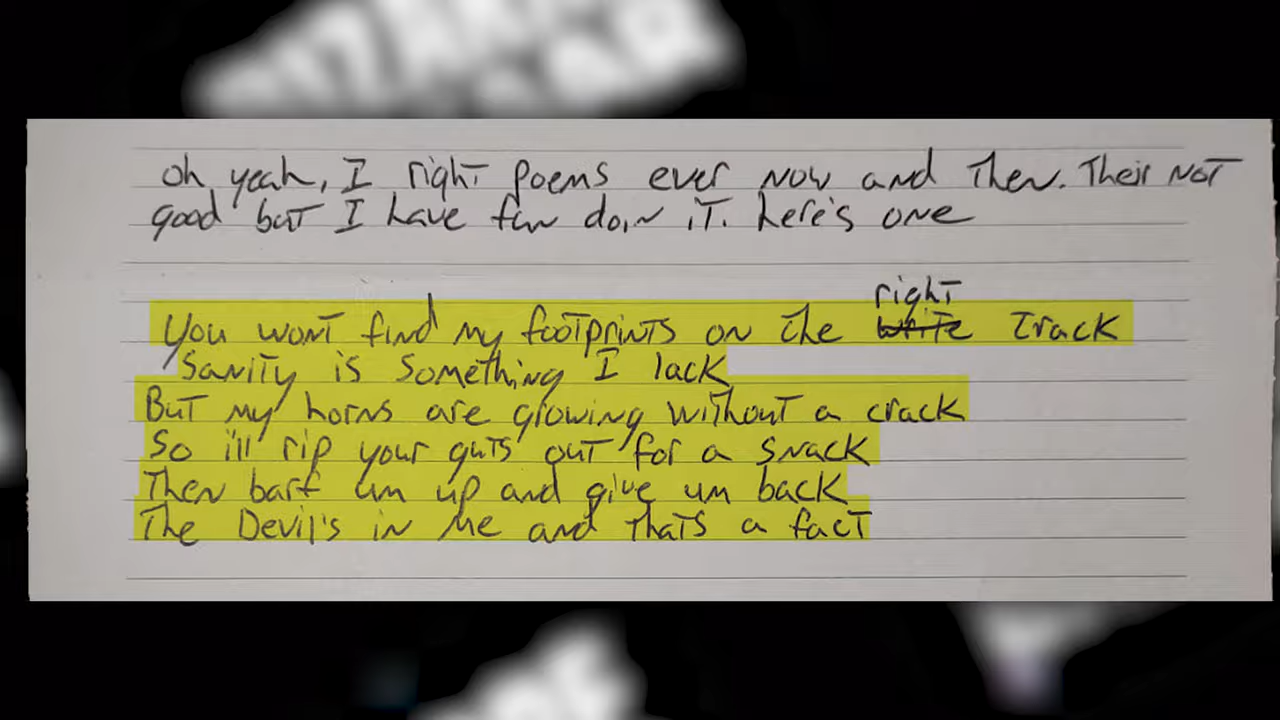 oh yeah, I right poems ever now and then. Their not
good but I have fun doin it. here's one
right
You wont find my footprints on the white track
Sanity is something I lack
But my horns are growing without a crack
So ill rip your guts out for a snack
Then barf um up and give um back
The Devil's in me and thats a fact